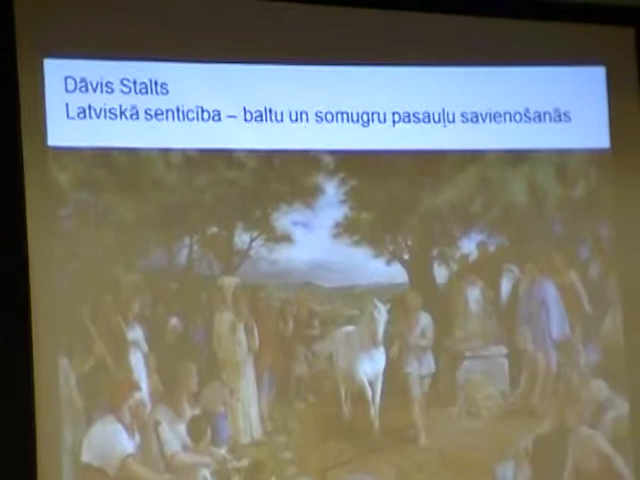 Dāvis Stalts
Latviskā senticība – baltu un somugru pasauļu savienošanās